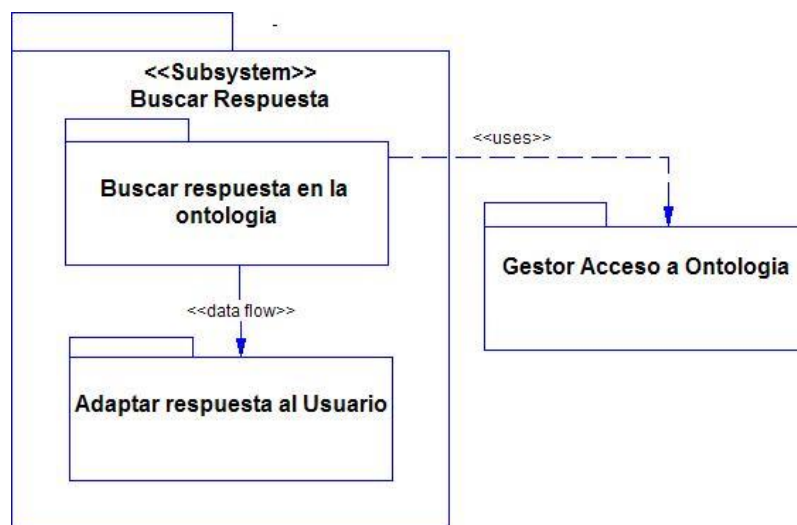 <<Subsystem>>
Buscar Respuesta
<<uses>>
Buscar respuesta en la
ontologia
Gestor Acceso a Ontologia
<<data flow>>
Adaptar respuesta al Usuario